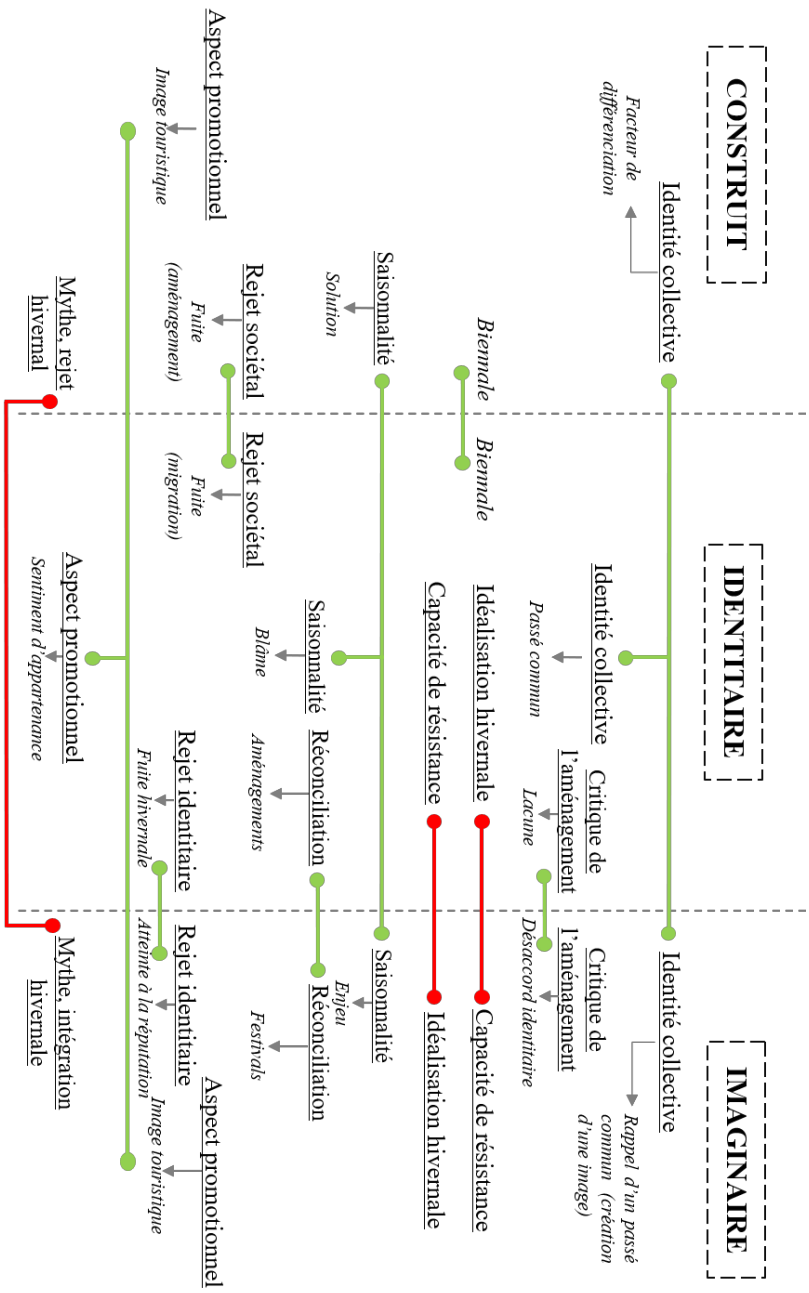 CONSTRUIT
IDENTITAIRE
IMAGINAIRE
Identité collective
Facteur de
différenciation
Identité collective
Passé commun
Identité collective
Rappel d'un passé
commun (création
d'une image)
Critique de
l'aménagement
Lacune
Critique de
l'aménagement
Désaccord identitaire
Biennale
Biennale
Idéalisation hivernale
Capacité de résistance
Capacité de résistance
Idéalisation hivernale
Saisonnalité
Solution
Saisonnalité
Blâme
Saisonnalité
Enjeu
Réconciliation
Aménagements
Réconciliation
Festivals
Rejet sociétal
Fuite
(aménagement)
Rejet sociétal
Fuite
(migration)
Rejet identitaire
Fuite hivernale
Rejet identitaire
Atteinte à la réputation
Aspect promotionnel
Image touristique
Aspect promotionnel
Sentiment d'appartenance
Aspect promotionnel
Image touristique
Mythe, rejet
hivernal
Mythe, intégration
hivernale